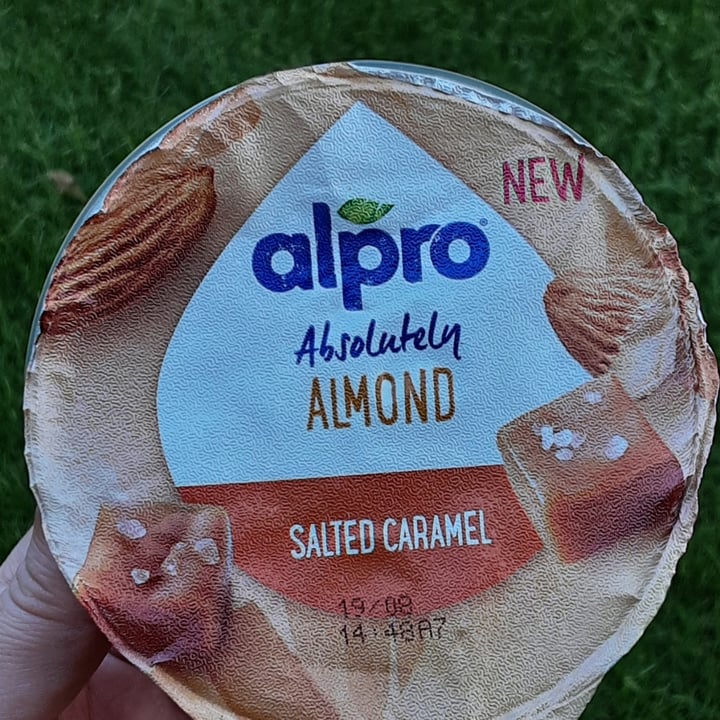 NEW
alpro®
Absolutely
ALMOND
SALTED CARAMEL
19/08
14:48A7